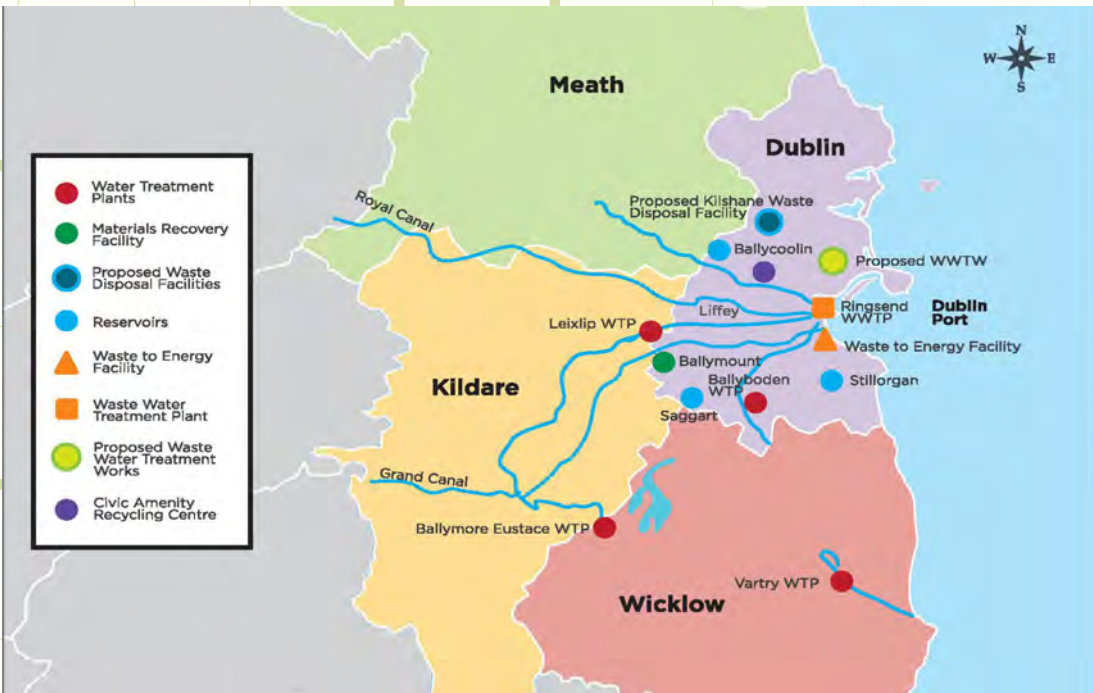 N
W
E
S
Meath
Dublin
Water Treatment
Plants
Materials Recovery
Facility
Proposed Waste
Disposal Facilities
Reservoirs
Waste to Energy
Facility
Waste Water
Treatment Plant
Proposed Waste
Water Treatment
Works
Civic Amenity
Recycling Centre
Royal Canal
Proposed Kilshane Waste
Disposal Facility
Ballycoolin
Proposed WWTW
Liffey
Ringsend
WWTP
Dublin
Port
Leixlip WTP
Waste to Energy Facility
Ballymount
Kildare
Ballyboden
WTP
Stillorgan
Saggart
Grand Canal
Ballymore Eustace WTP
Vartry WTP
Wicklow